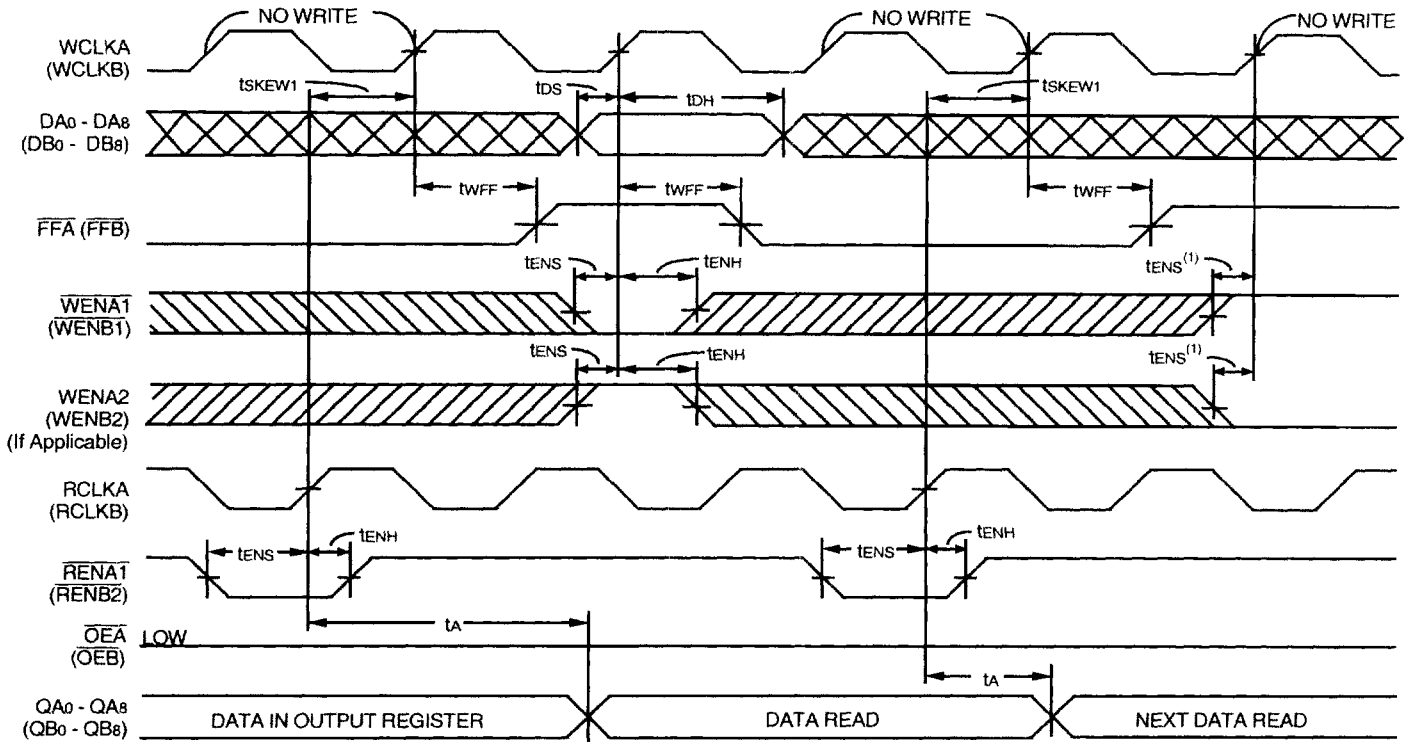 NO WRITE
NO WRITE
NO WRITE
WCLKA
(WCLKB)
tSKEW1
tDS
tDH
tSKEW1
DA0 - DA8
(DB0 - DB8)
tWFF
tWFF
tWFF
FFA (FFB)
tENS
tENH
tENS(1)
WENA1
(WENB1)
tENS
tENH
tENS(1)
WENA2
(WENB2)
(If Applicable)
RCLKA
(RCLKB)
tENS
tENH
tENS
tENH
RENA1
(RENB2)
tA
OEA
(OEB)
LOW
tA
QA0 - QA8
(QB0 - QB8)
DATA IN OUTPUT REGISTER
DATA READ
NEXT DATA READ